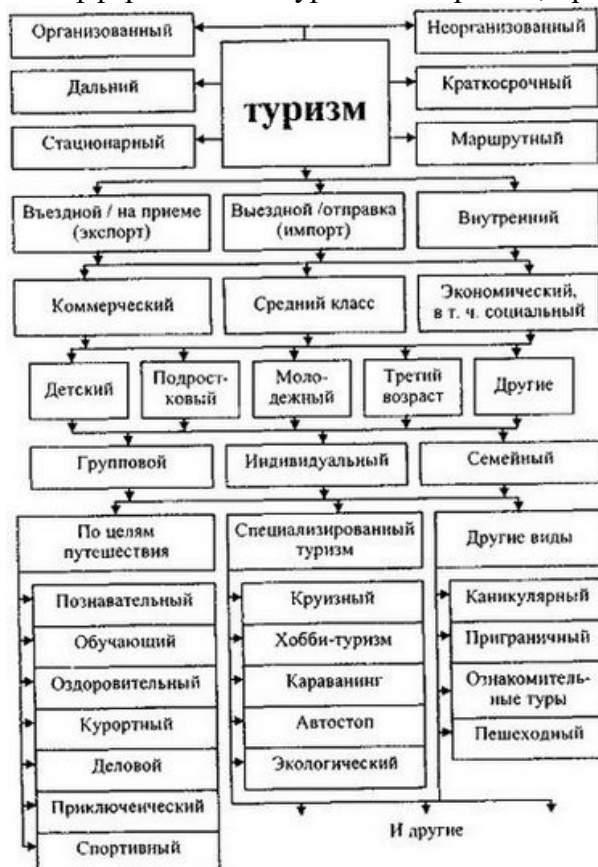 Организованный
Неорганизованный
туризм
Дальний
Краткосрочный
Стационарный
Маршрутный
Въездной / на приеме
(экспорт)
Выездной /отправка
(импорт)
Внутренний
Коммерческий
Средний класс
Экономический,
в т. ч. социальный
Детский
Подрост-
ковый
Моло-
дежный
Третий
возраст
Другие
Групповой
Индивидуальный
Семейный
По целям
путешествия
Специализированный
туризм
Другие виды
Познавательный
Обучающий
Оздоровительный
Курортный
Деловой
Приключенческий
Спортивный
Круизный
Хобби-туризм
Караванинг
Автостоп
Экологический
Каникулярный
Приграничный
Ознакомитель-
ные туры
Пешеходный
И другие